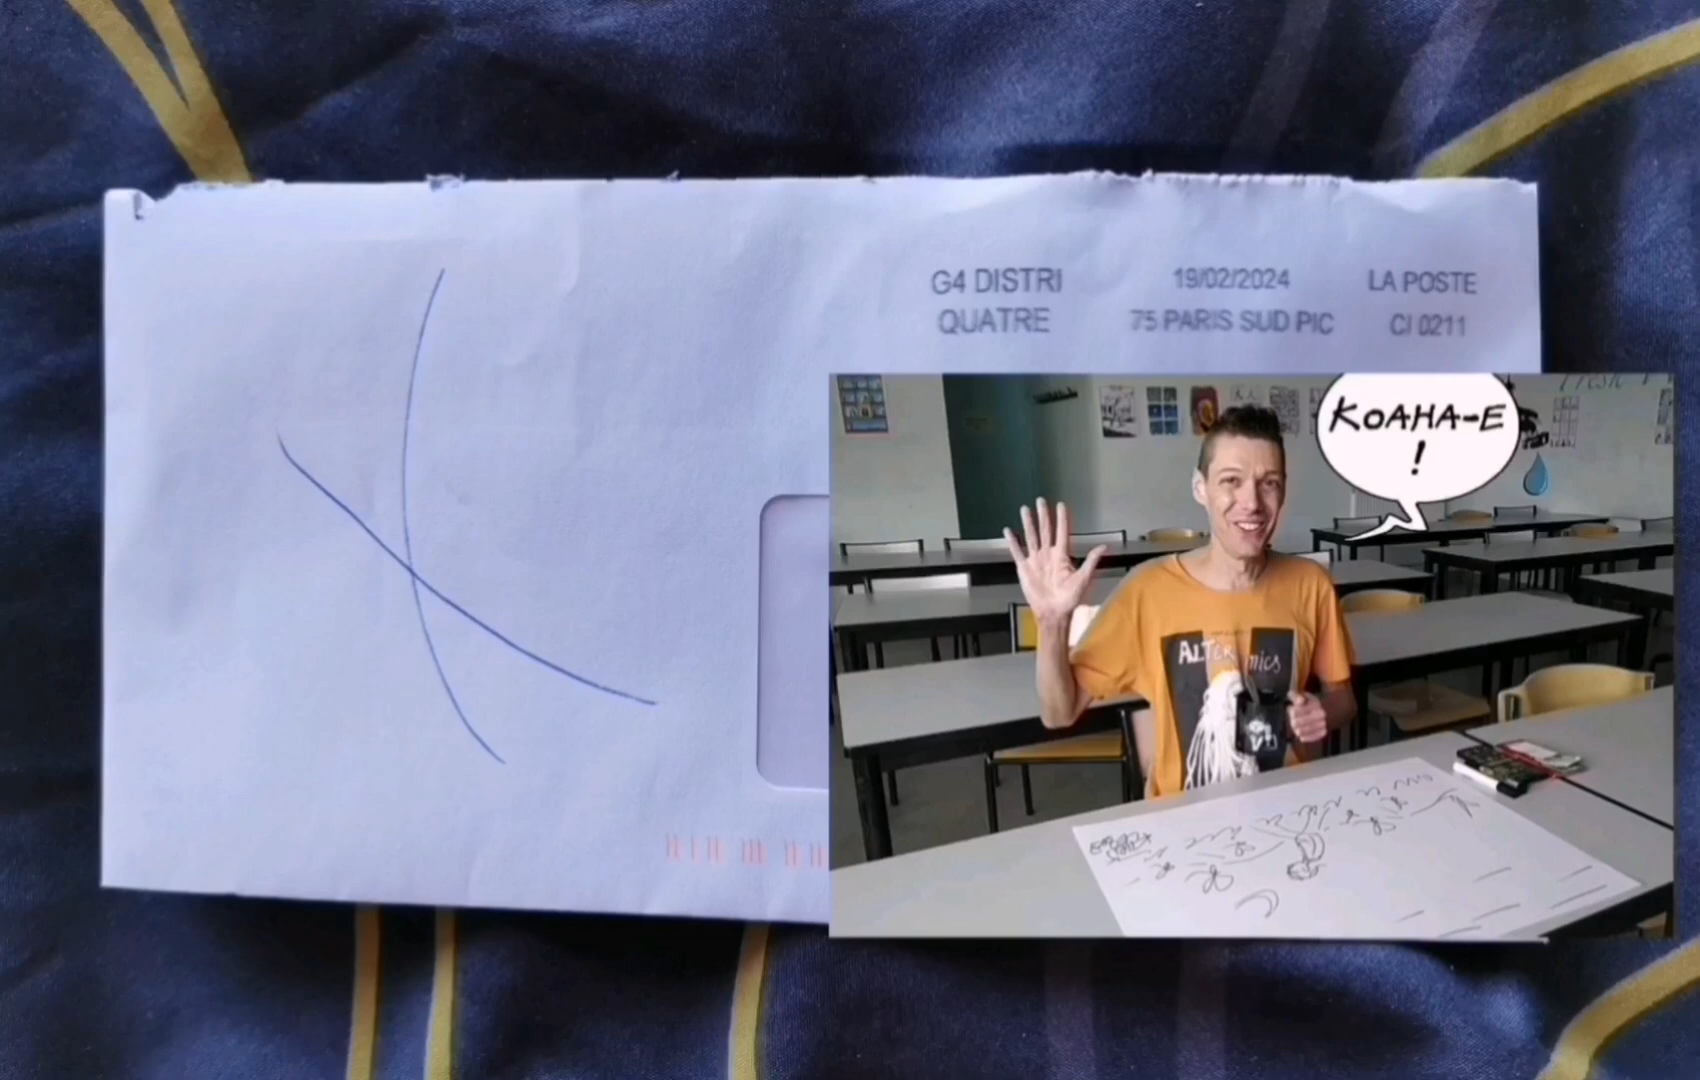 G4 DISTRI 19/02/2024 LA POSTE
QUATRE 75 PARIS SUD PIC CI 0211
KOAHA-E
!